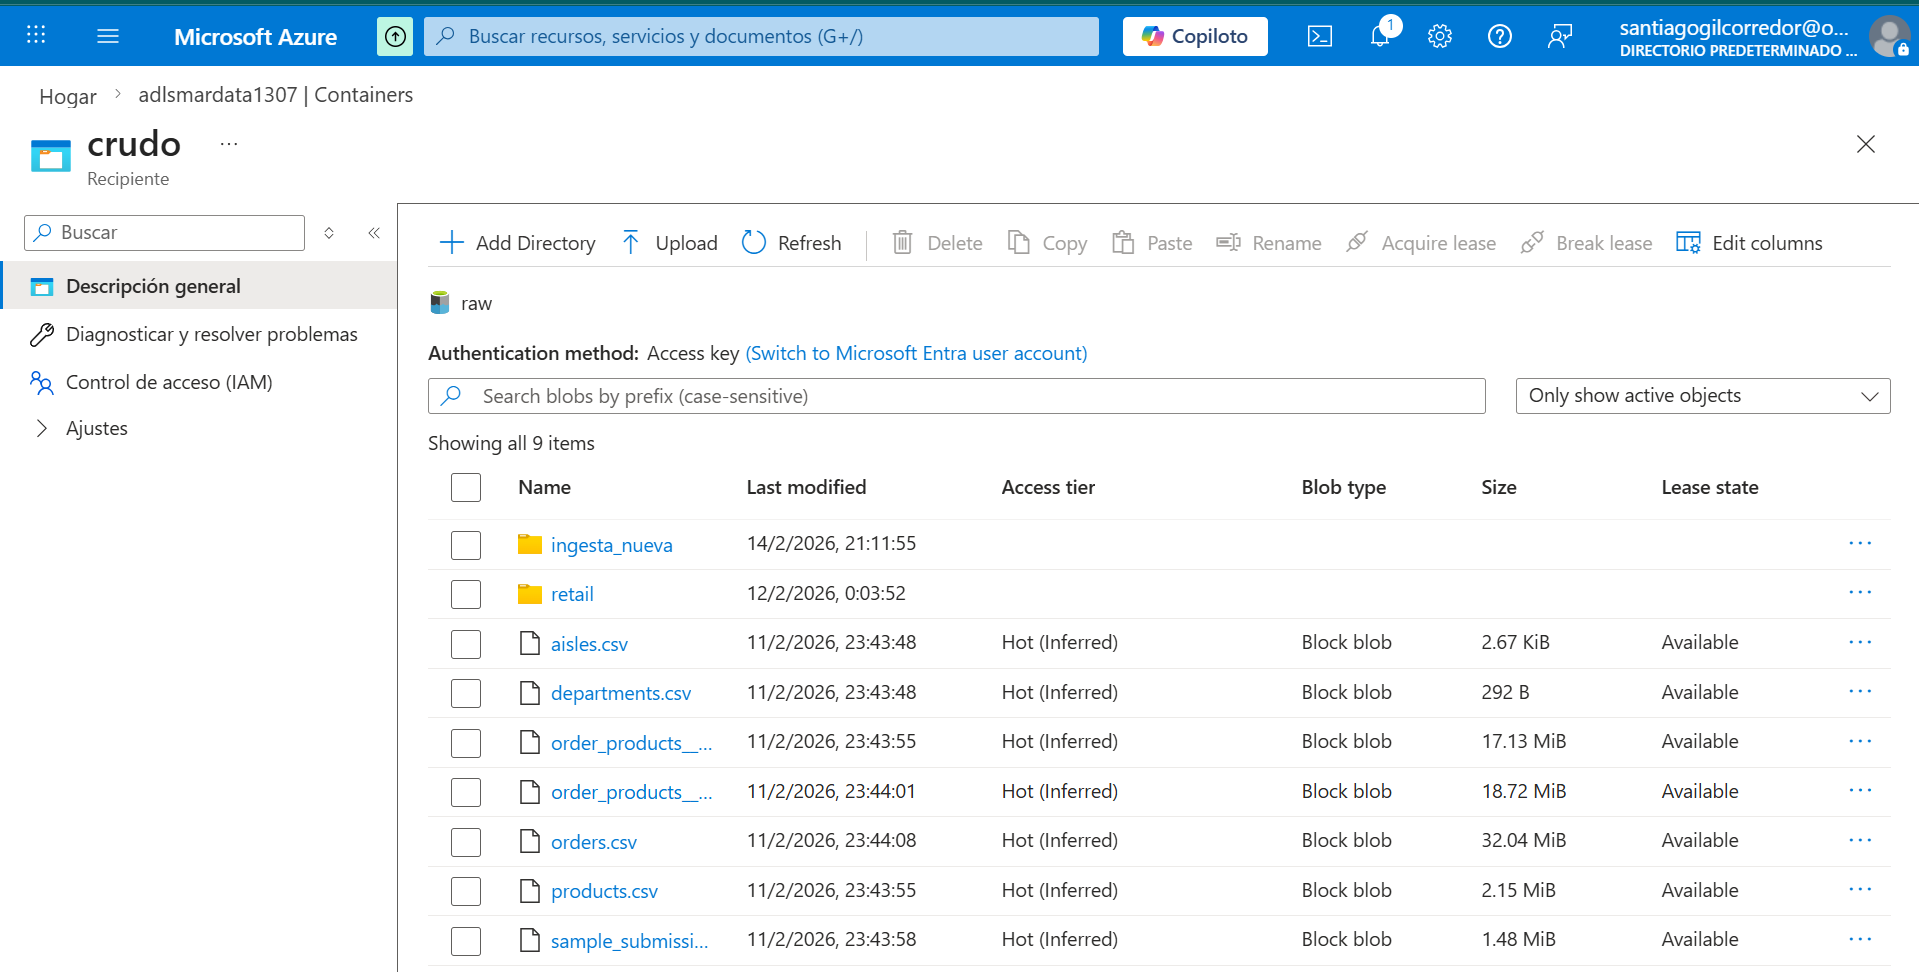 Microsoft Azure
Buscar recursos, servicios y documentos (G+/)
Copiloto
1
santiagogilcorredor@o...
DIRECTORIO PREDETERMINADO ...
Hogar > adlsmardata1307 | Containers
crudo ...
Recipiente
Buscar
Descripción general
Diagnosticar y resolver problemas
Control de acceso (IAM)
Ajustes
Add Directory Upload Refresh Delete Copy Paste Rename Acquire lease Break lease Edit columns
raw
Authentication method: Access key (Switch to Microsoft Entra user account)
Search blobs by prefix (case-sensitive)
Only show active objects
Showing all 9 items
Name Last modified Access tier Blob type Size Lease state
ingesta_nueva 14/2/2026, 21:11:55 ...
retail 12/2/2026, 0:03:52 ...
aisles.csv 11/2/2026, 23:43:48 Hot (Inferred) Block blob 2.67 KiB Available ...
departments.csv 11/2/2026, 23:43:48 Hot (Inferred) Block blob 292 B Available ...
order_products__... 11/2/2026, 23:43:55 Hot (Inferred) Block blob 17.13 MiB Available ...
order_products__... 11/2/2026, 23:44:01 Hot (Inferred) Block blob 18.72 MiB Available ...
orders.csv 11/2/2026, 23:44:08 Hot (Inferred) Block blob 32.04 MiB Available ...
products.csv 11/2/2026, 23:43:55 Hot (Inferred) Block blob 2.15 MiB Available ...
sample_submissi... 11/2/2026, 23:43:58 Hot (Inferred) Block blob 1.48 MiB Available ...